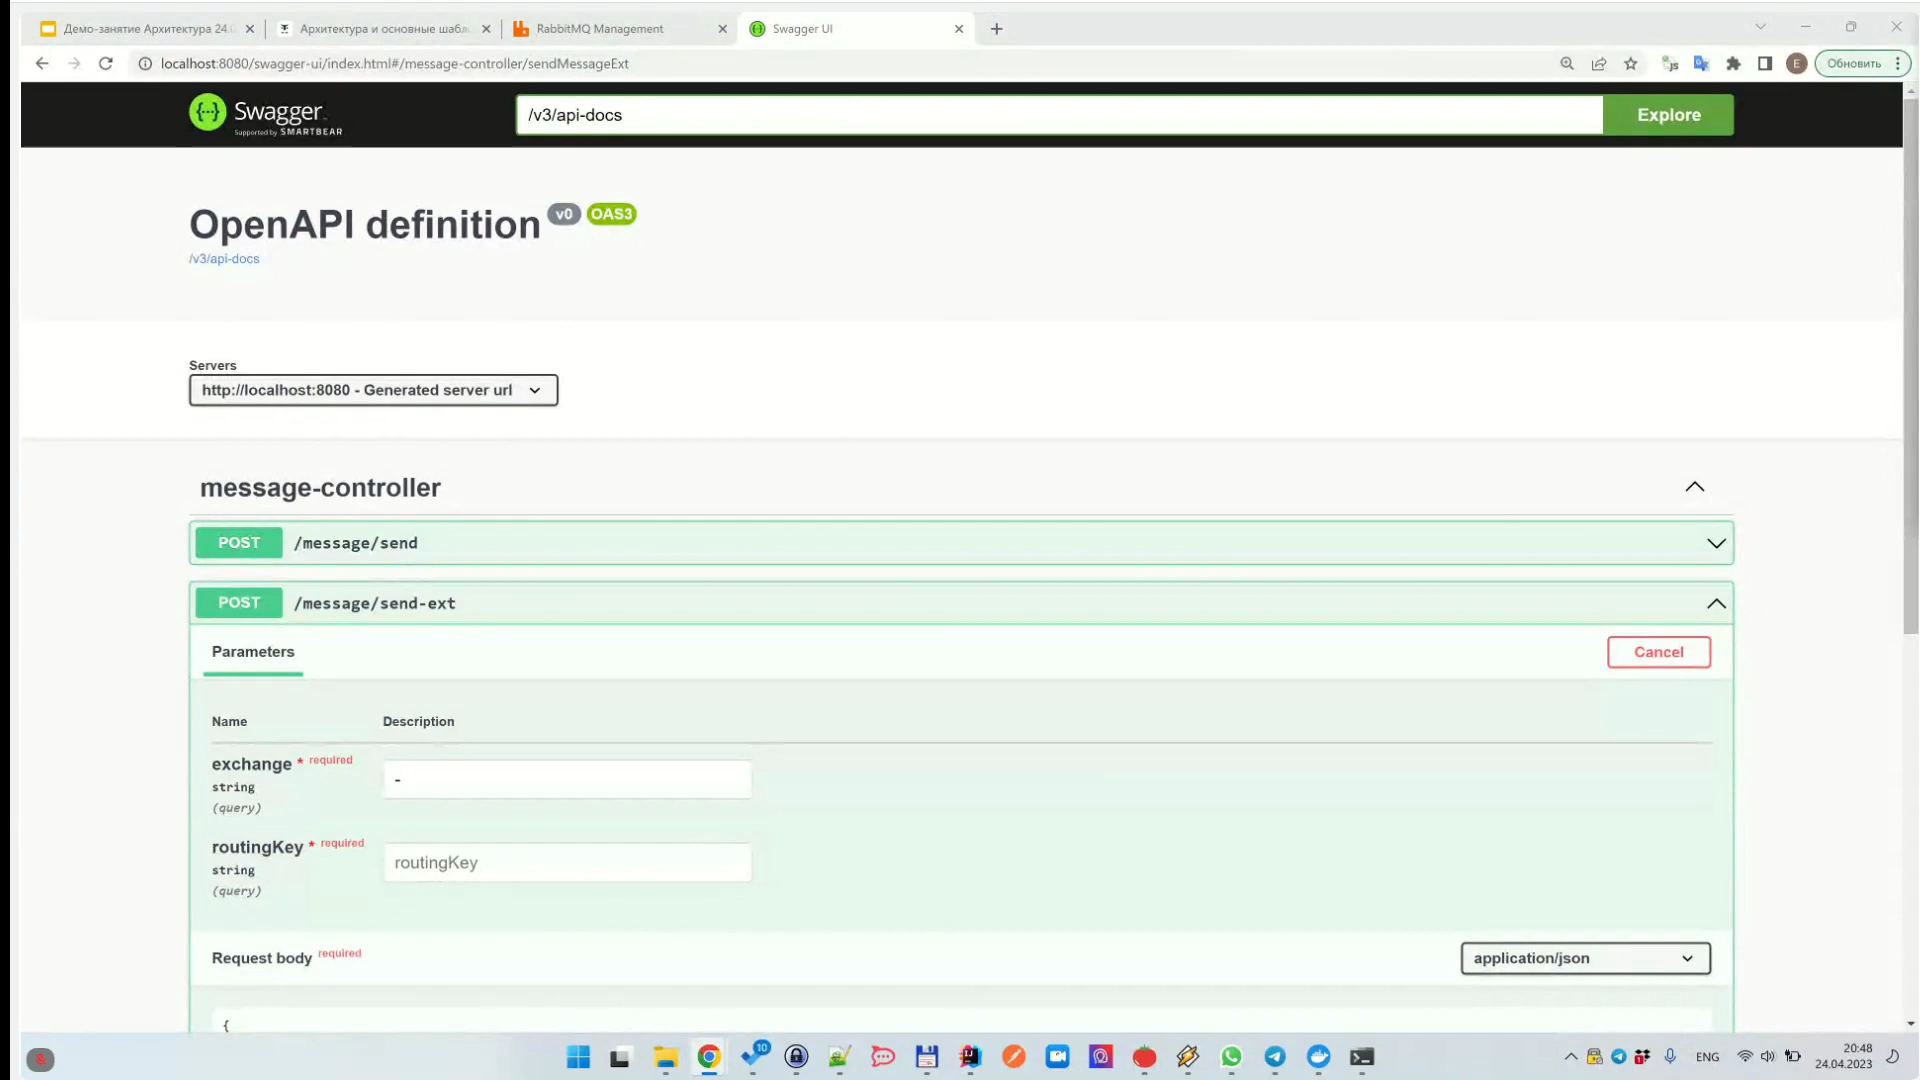 Демо-занятие Архитектура 24.0
Архитектура и основные шабл
RabbitMQ Management
Swagger UI
localhost:8080/swagger-ui/index.html#/message-controller/sendMessageExt
E
Обновить
{···} Swagger
Supported by SMARTBEAR
/v3/api-docs
Explore
OpenAPI definition v0 OAS3
/v3/api-docs
Servers
http://localhost:8080 - Generated server url
message-controller
POST /message/send
POST /message/send-ext
Parameters
Cancel
Name Description
exchange * required
string
(query)
-
routingKey * required
string
(query)
routingKey
Request body required
application/json
{
10
ENG
20:48
24.04.2023